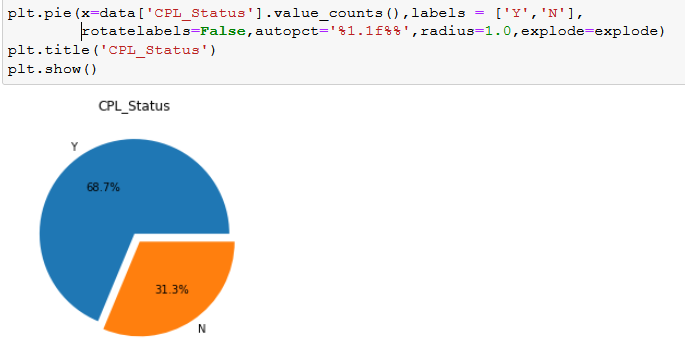 plt.pie(x=data['CPL_Status'].value_counts(),labels = ['Y','N'],
rotatelabels=False,autopct='%1.1f%%',radius=1.0,explode=explode)
plt.title('CPL_Status')
plt.show()
CPL_Status
Y
68.7%
31.3%
N